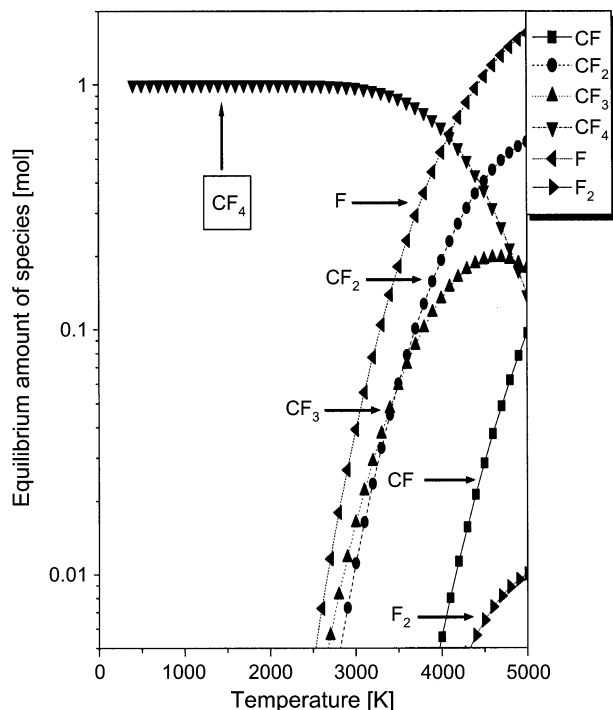 Equilibrium amount of species [mol]
1
0.1
0.01
CF4
F
CF2
CF3
CF
F2
CF
CF2
CF3
CF4
F
F2
0
1000
2000
3000
4000
5000
Temperature [K]